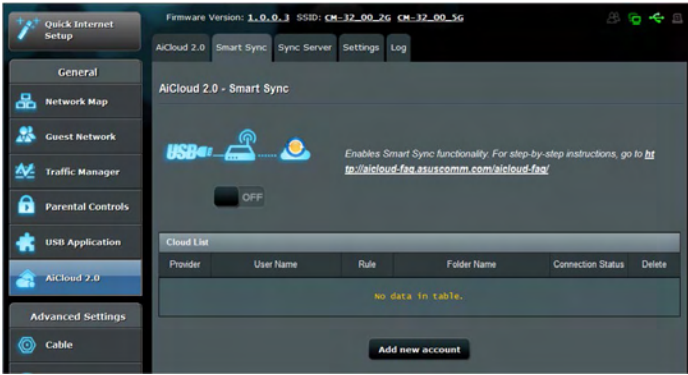 Quick Internet
Setup
Firmware Version: 1.0.0.3 SSID: CM-32_00_2G CM-32_00_5G
AiCloud 2.0 Smart Sync Sync Server Settings Log
General
Network Map
Guest Network
Traffic Manager
Parental Controls
USB Application
AiCloud 2.0
Advanced Settings
Cable
AiCloud 2.0 - Smart Sync
USB
Enables Smart Sync functionality. For step-by-step instructions, go to ht
tp://aicloud-faq.asuscomm.com/aicloud-faq/
OFF
Cloud List
Provider User Name Rule Folder Name Connection Status Delete
No data in table.
Add new account